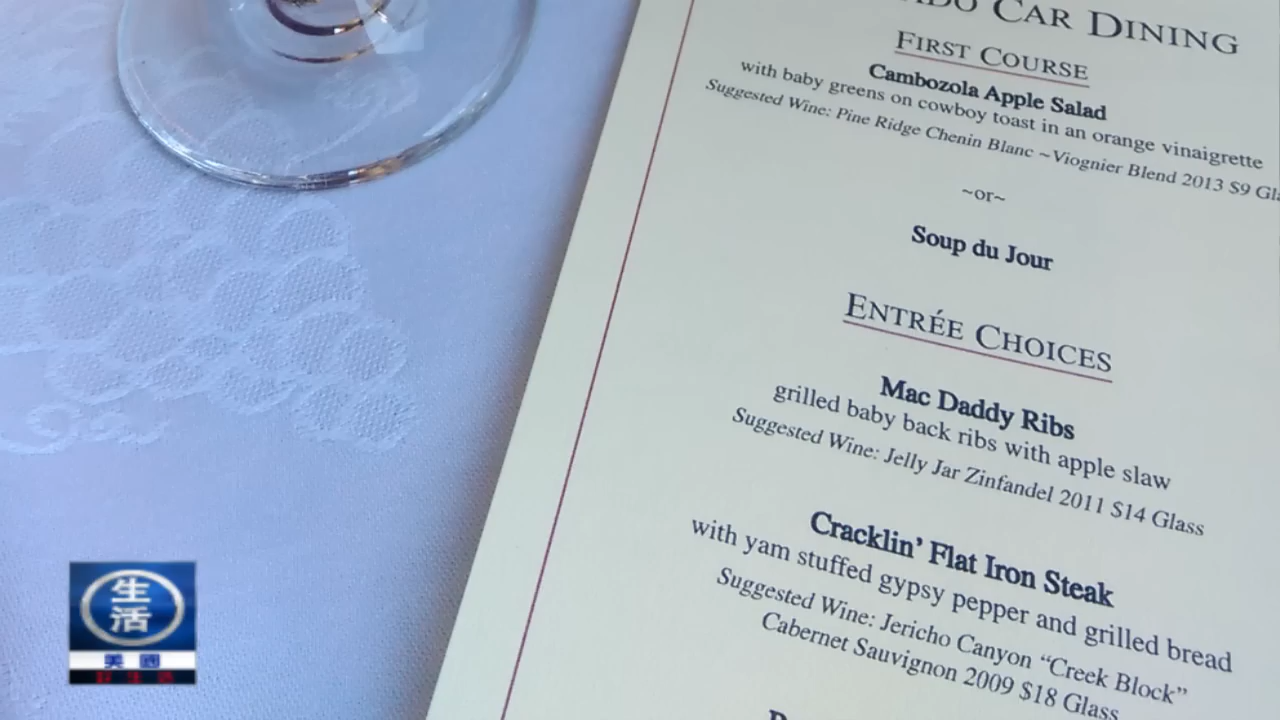 CAR DINING
FIRST COURSE
Cambozola Apple Salad
with baby greens on cowboy toast in an orange vinaigrette
Suggested Wine: Pine Ridge Chenin Blanc ~Viognier Blend 2013 $9
~or~
Soup du Jour
ENTRÉE CHOICES
Mac Daddy Ribs
grilled baby back ribs with apple slaw
Suggested Wine: Jelly Jar Zinfandel 2011 $14 Glass
Cracklin' Flat Iron Steak
with yam stuffed gypsy pepper and grilled bread
Suggested Wine: Jericho Canyon "Creek Block"
Cabernet Sauvignon 2009 $18 Glass
生
活
美國
好生活